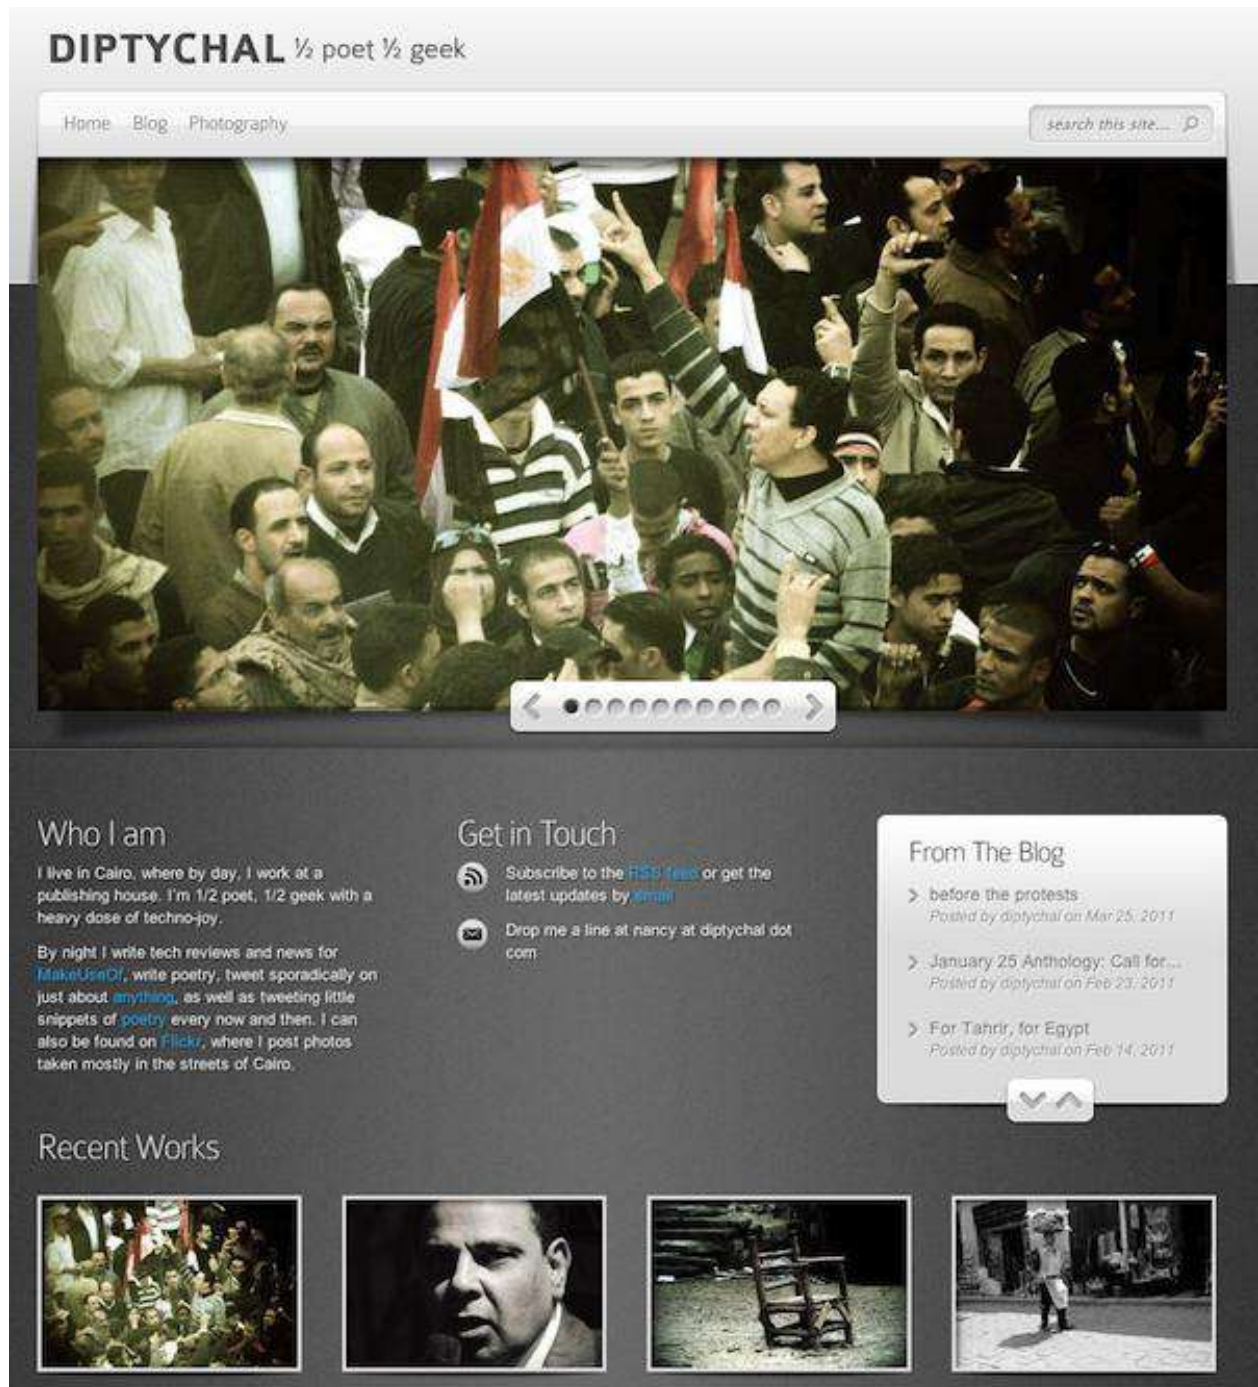 DIPTYCHAL ½ poet ½ geek
Home Blog Photography
search this site...
Who I am
I live in Cairo, where by day, I work at a
publishing house. I'm 1/2 poet, 1/2 geek with a
heavy dose of techno-joy.
By night I write tech reviews and news for
MakeUseOf, write poetry, tweet sporadically on
just about anything, as well as tweeting little
snippets of poetry every now and then. I can
also be found on Flickr, where I post photos
taken mostly in the streets of Cairo.
Get in Touch
Subscribe to the RSS feed or get the
latest updates by email
Drop me a line at nancy at diptychal dot
com
From The Blog
before the protests
Posted by diptychal on Mar 25, 2011
January 25 Anthology: Call for...
Posted by diptychal on Feb 23, 2011
For Tahrir, for Egypt
Posted by diptychal on Feb 14, 2011
Recent Works